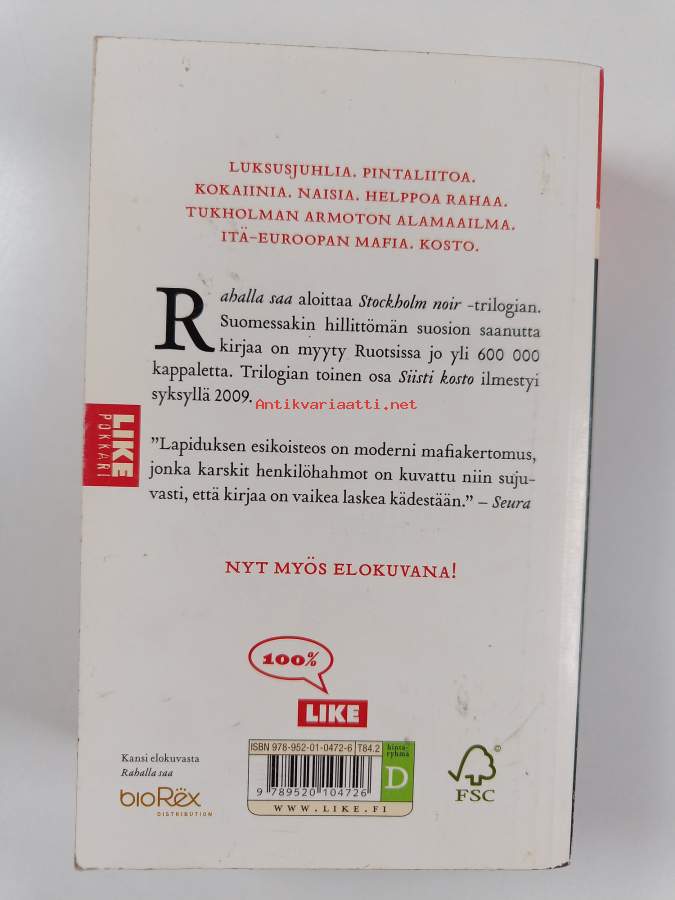 LUKSUSJUHLIA. PINTALIITOA.
KOKAIINIA. NAISIA. HELPPOA RAHAA.
TUKHOLMAN ARMOTON ALAMAAILMA.
ITÄ-EUROOPAN MAFIA. KOSTO.
Rahalla saa aloittaa Stockholm noir -trilogian.
Suomessakin hillittömän suosion saanutta
kirjaa on myyty Ruotsissa jo yli 600 000
kappaletta. Trilogian toinen osa Siisti kosto ilmestyi
syksyllä 2009.
Antikvariaatti.net
LIKE
POKKARI
”Lapiduksen esikoisteos on moderni mafiakertomus,
jonka karskit henkilöhahmot on kuvattu niin suju-
vasti, että kirjaa on vaikea laskea kädestään.” – Seura
NYT MYÖS ELOKUVANA!
100%
LIKE
ISBN 978-952-01-0472-6 T84.2
hinta-
ryhmä
D
9 789520 104726
WWW.LIKE.FI
Kansi elokuvasta
Rahalla saa
bioRëx
DISTRIBUTION
©
FSC